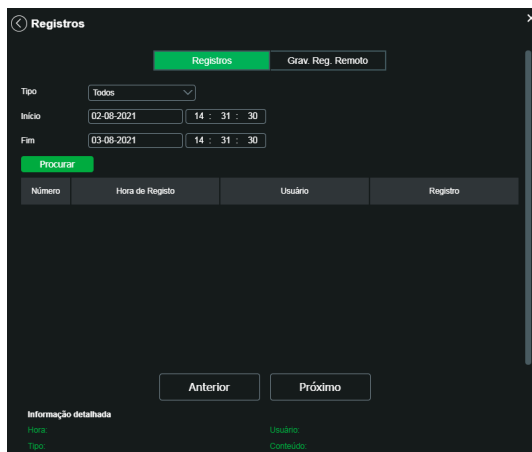 Registros
Registros Grav. Reg. Remoto
Tipo Todos
Início 02-08-2021 14 : 31 : 30
Fim 03-08-2021 14 : 31 : 30
Procurar
Número Hora de Registo Usuário Registro
Anterior Próximo
Informação detalhada
Hora: Usuário:
Tipo: Conteúdo: